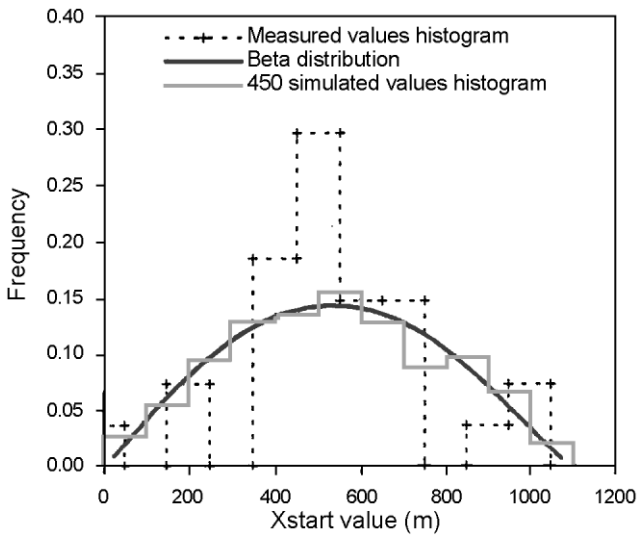 0.40
Measured values histogram
Beta distribution
450 simulated values histogram
0.35
0.30
0.25
0.20
0.15
0.10
0.05
0.00
Frequency
0 200 400 600 800 1000 1200
Xstart value (m)